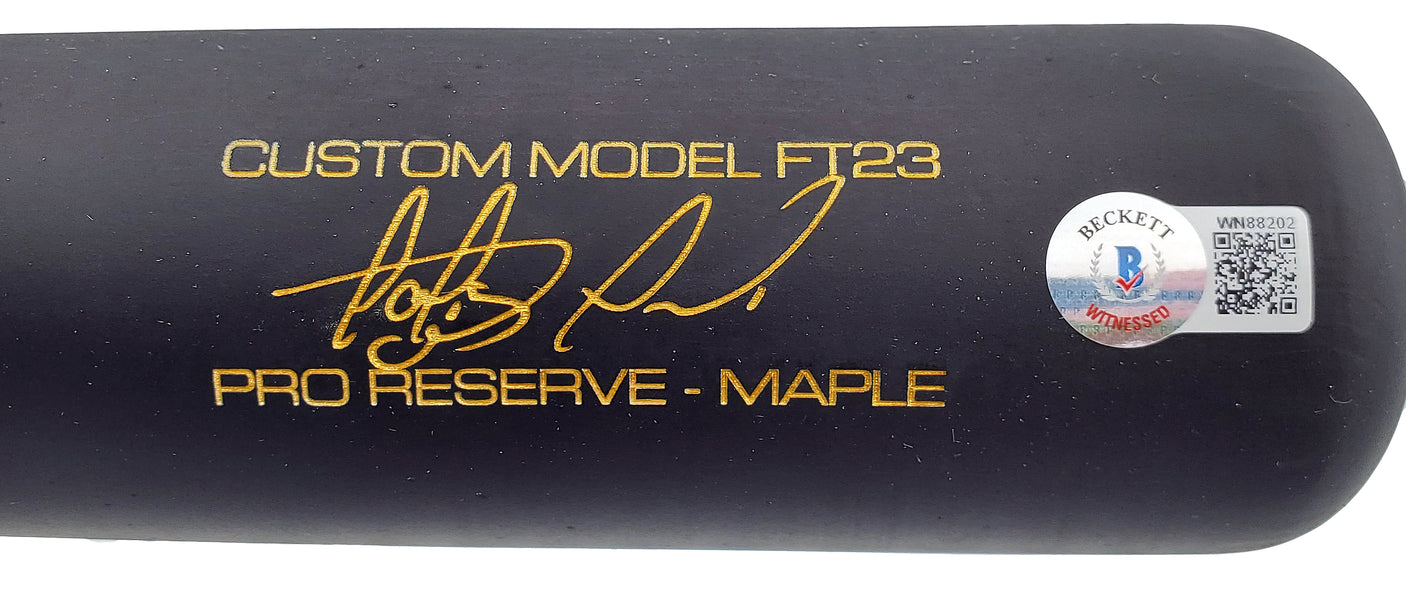 CUSTOM MODEL FT23
PRO RESERVE - MAPLE
BECKETT
B
WITNESSED
WN88202